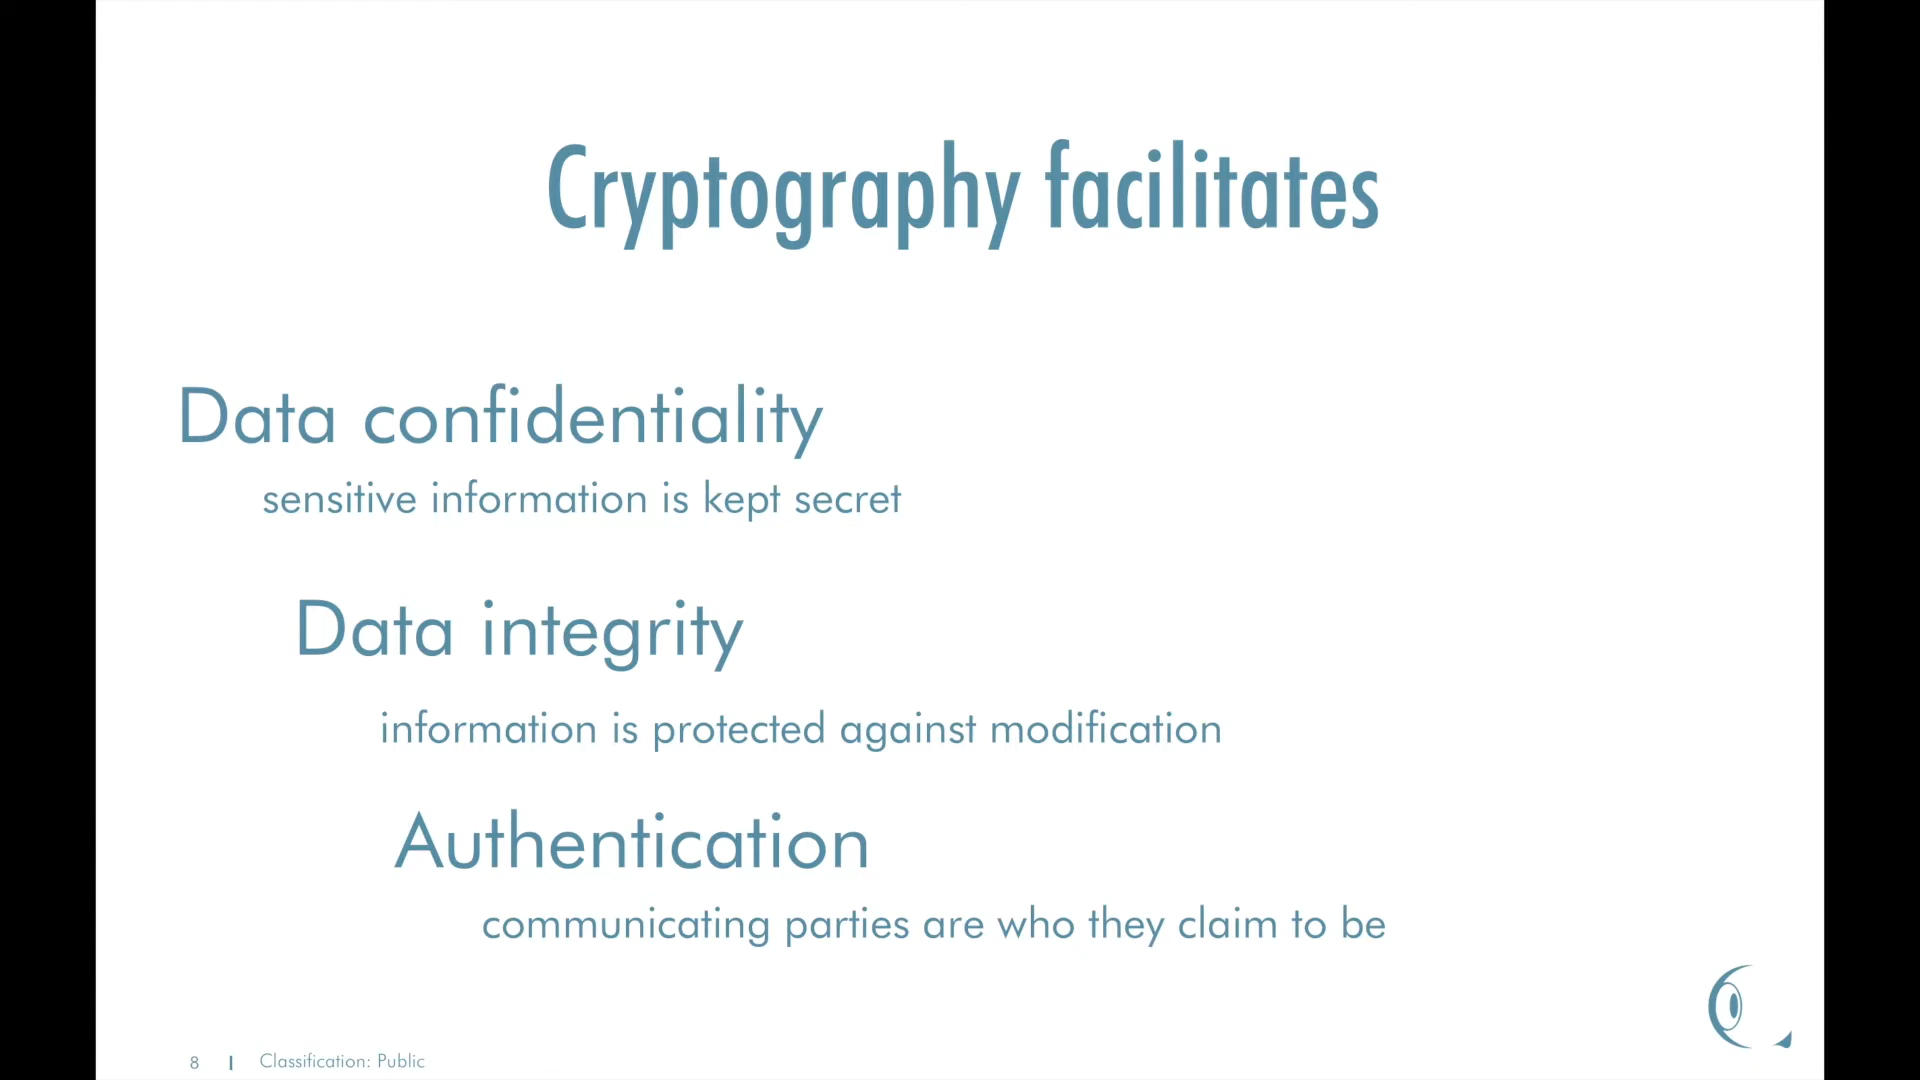 Cryptography facilitates
Data confidentiality
sensitive information is kept secret
Data integrity
information is protected against modification
Authentication
communicating parties are who they claim to be
8 | Classification: Public